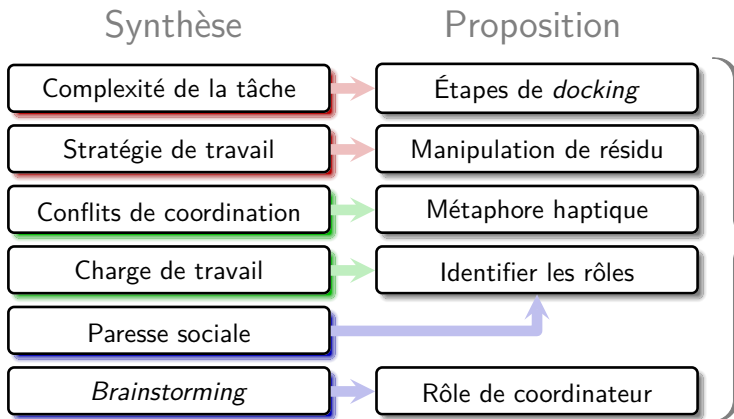 Synthèse Proposition
Complexité de la tâche Étapes de docking
Stratégie de travail Manipulation de résidu
Conflits de coordination Métaphore haptique
Charge de travail Identifier les rôles
Paresse sociale
Brainstorming Rôle de coordinateur